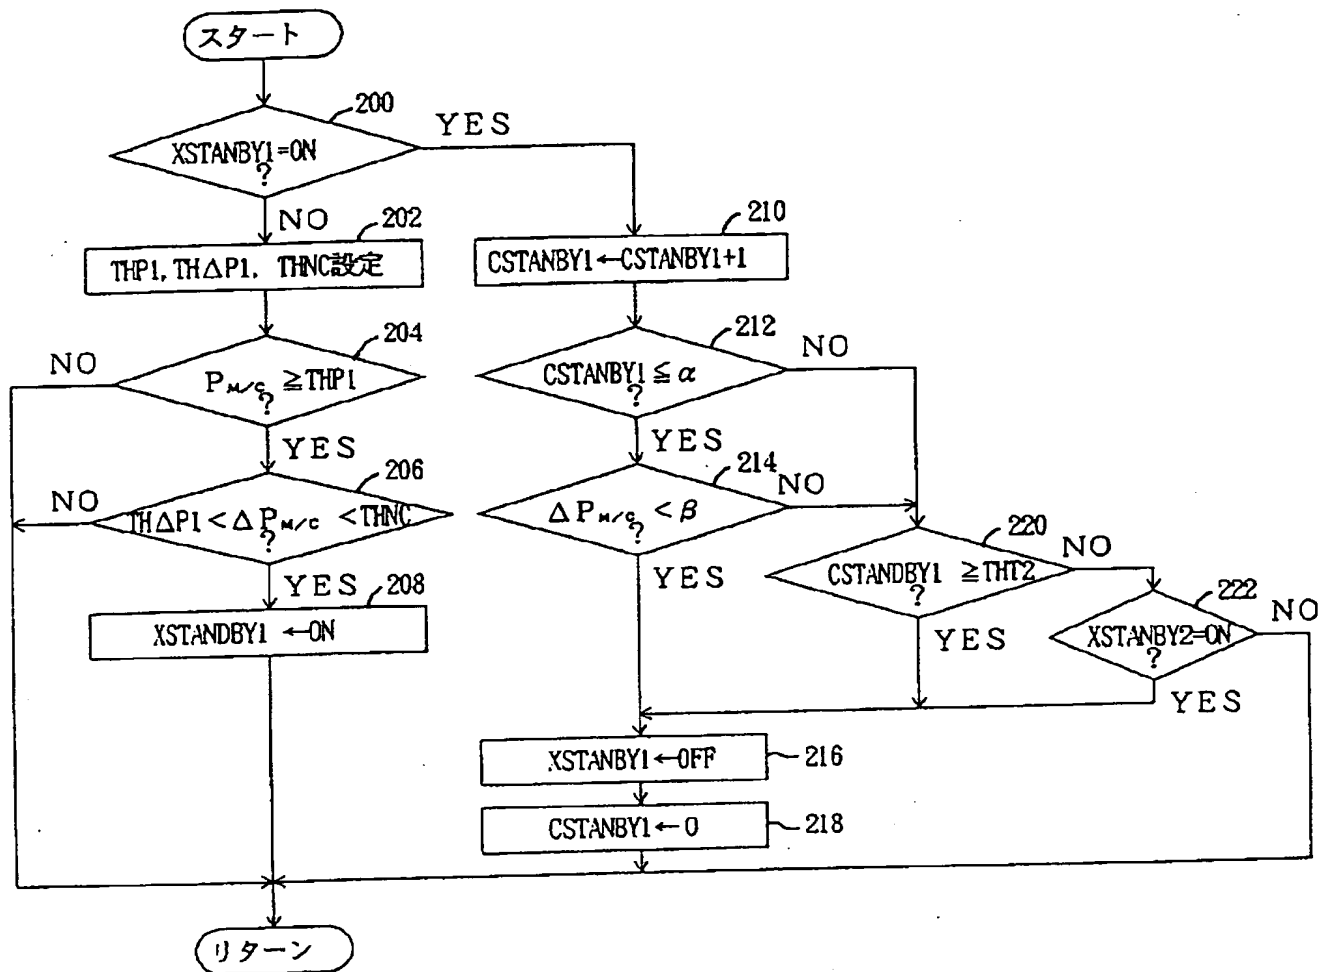 スタート
200
XSTANBY1=ON
?
YES
NO
202
THP1, THΔP1, THNC設定
204
NO
PM/C ≧THP1
?
YES
206
NO
THΔP1<ΔPM/C <THNC
?
YES
208
XSTANDBY1 ←ON
210
CSTANBY1←CSTANBY1+1
212
NO
CSTANBY1≦α
?
YES
214
NO
ΔPM/C <β
?
YES
220
NO
CSTANDBY1 ≧THT2
?
YES
222
NO
XSTANBY2=ON
?
YES
XSTANBY1←OFF
216
CSTANBY1←0
218
リターン